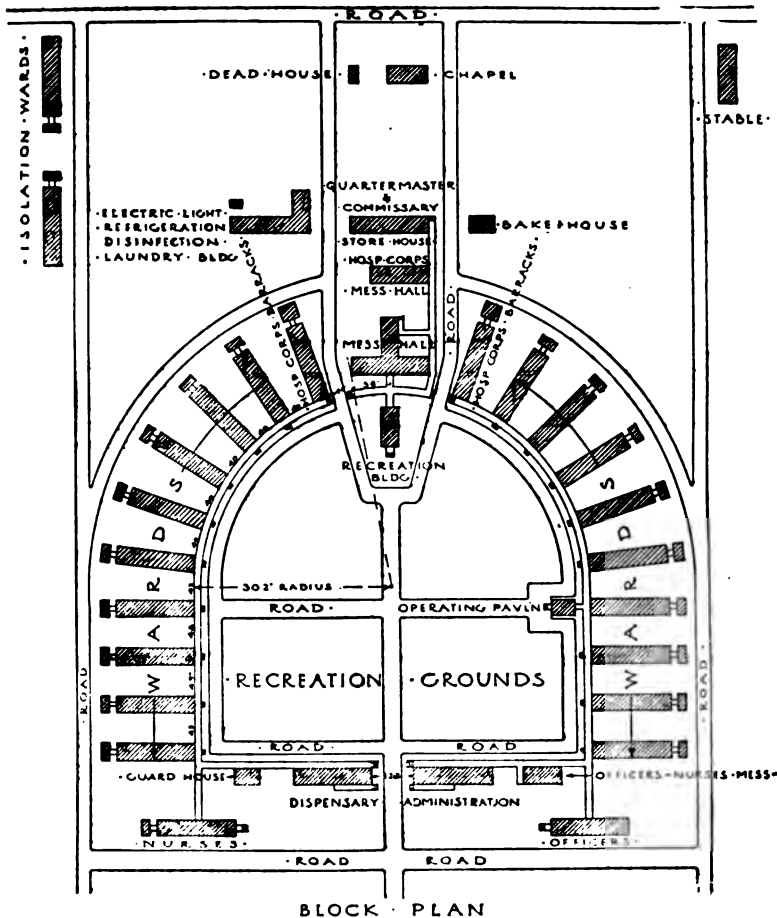 · ROAD ·
· ISOLATION · WARDS ·
· DEAD · HOUSE ·
· CHAPEL
· STABLE ·
QUARTERMASTER
&
COMMISSARY
· ELECTRIC · LIGHT ·
· REFRIGERATION
DISINFECTION ·
· LAUNDRY BLDG
STORE · HOUSE
· BAKE · HOUSE
HOSP · CORPS ·
MESS · HALL
HOSP · CORPS · BARRACKS
HOSP · CORPS · BARRACKS
ROAD
MESS HALL
RECREATION
BLDG ·
WARDS
WARDS
302' RADIUS
ROAD
OPERATING PAVLN
ROAD
ROAD
· RECREATION
· GROUNDS
· ROAD ·
ROAD
· GUARD HOUSE
OFFICERS - NURSES - MESS
DISPENSARY
ADMINISTRATION
· NURSES ·
· OFFICERS ·
· ROAD
ROAD
BLOCK · PLAN